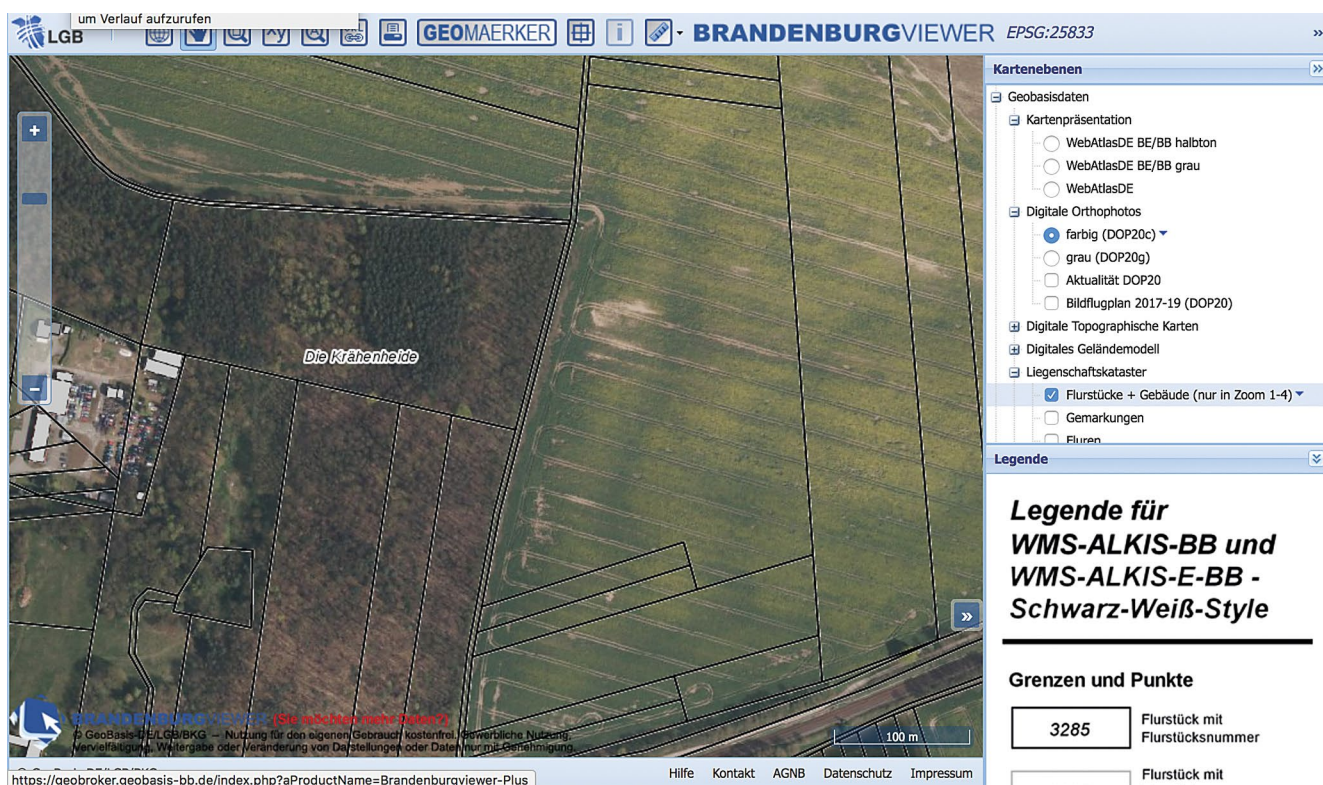 um Verlauf aufzurufen
LGB
xy
GEOMAERKER
i
BRANDENBURGVIEWER EPSG:25833
»
Kartenebenen
Geobasisdaten
Kartenpräsentation
WebAtlasDE BE/BB halbton
WebAtlasDE BE/BB grau
WebAtlasDE
Digitale Orthophotos
farbig (DOP20c)
grau (DOP20g)
Aktualität DOP20
Bildflugplan 2017-19 (DOP20)
Digitale Topographische Karten
Digitales Geländemodell
Liegenschaftskataster
Flurstücke + Gebäude (nur in Zoom 1-4)
Gemarkungen
Fluren
Die Krähenheide
Legende
Legende für
WMS-ALKIS-BB und
WMS-ALKIS-E-BB -
Schwarz-Weiß-Style
Grenzen und Punkte
3285
Flurstück mit
Flurstücksnummer
Flurstück mit
BRANDENBURGVIEWER [Sie möchten mehr Daten?]
© GeoBasis-DE/LGB/BKG – Nutzung für den eigenen Gebrauch kostenfrei. Gewerbliche Nutzung,
Vervielfältigung, Weitergabe oder Veränderung von Darstellungen oder Daten nur mit Genehmigung.
100 m
© GeoBasis-DE/LGB/BKG
https://geobroker.geobasis-bb.de/index.php?aProductName=Brandenburgviewer-Plus
Hilfe Kontakt AGNB Datenschutz Impressum